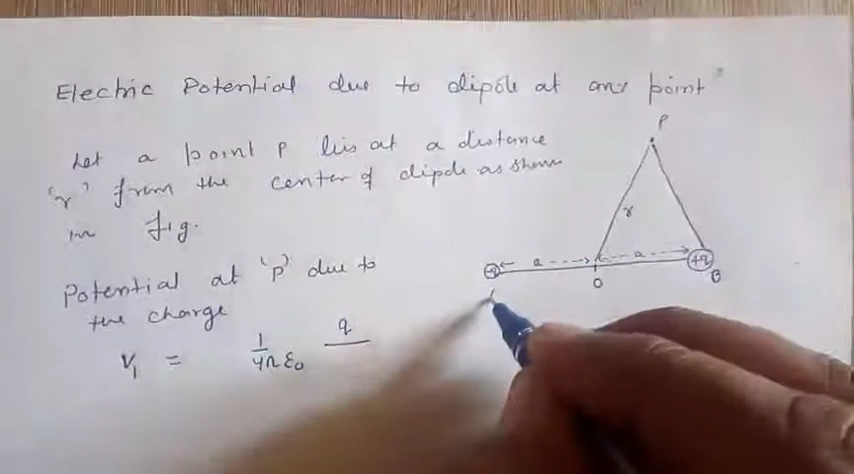 Electric Potential due to dipole at any point
P
Let a point P lies at a distance
'r' from the center of dipole as shown
in fig.
r
a a
+q
O
B
Potential at 'p' due to
the charge
V₁ = 1/4πε₀ q